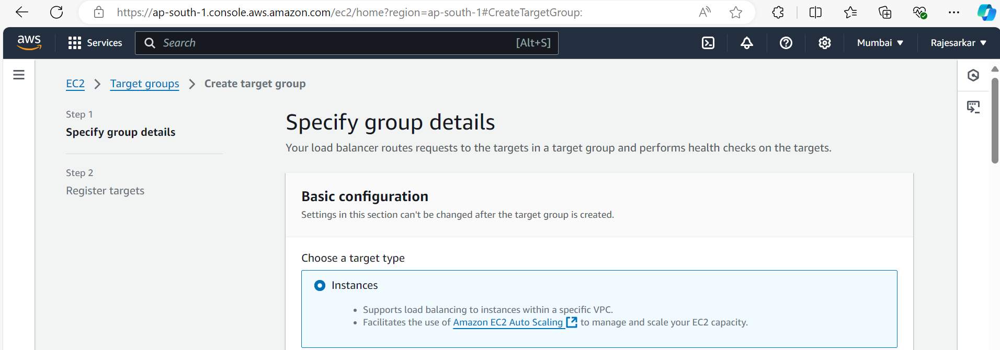 https://ap-south-1.console.aws.amazon.com/ec2/home?region=ap-south-1#CreateTargetGroup:
aws
Services
Search
[Alt+S]
Mumbai
Rajesarkar
EC2 > Target groups > Create target group
Step 1
Specify group details
Step 2
Register targets
Specify group details
Your load balancer routes requests to the targets in a target group and performs health checks on the targets.
Basic configuration
Settings in this section can't be changed after the target group is created.
Choose a target type
Instances
• Supports load balancing to instances within a specific VPC.
• Facilitates the use of Amazon EC2 Auto Scaling to manage and scale your EC2 capacity.